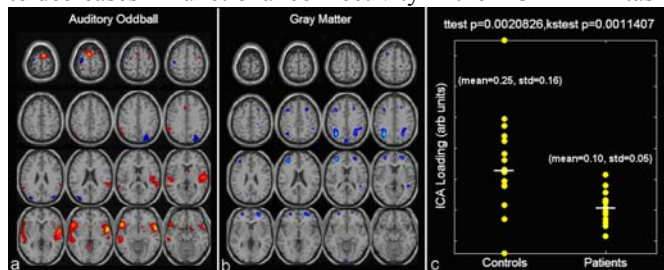 Auditory Oddball
Gray Matter
ttest p=0.0020826,kstest p=0.0011407
(mean=0.25, std=0.16)
(mean=0.10, std=0.05)
ICA Loading (arb units)
Controls
Patients
a
b
c